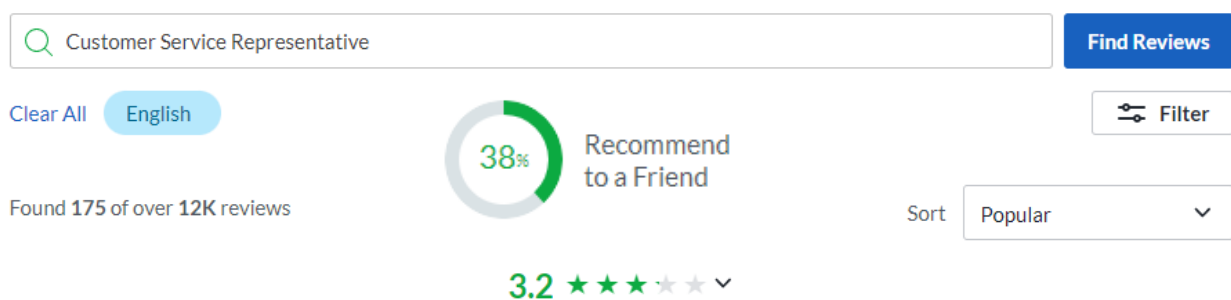 Customer Service Representative
Find Reviews
Clear All
English
Filter
38%
Recommend
to a Friend
Found 175 of over 12K reviews
Sort
Popular
3.2